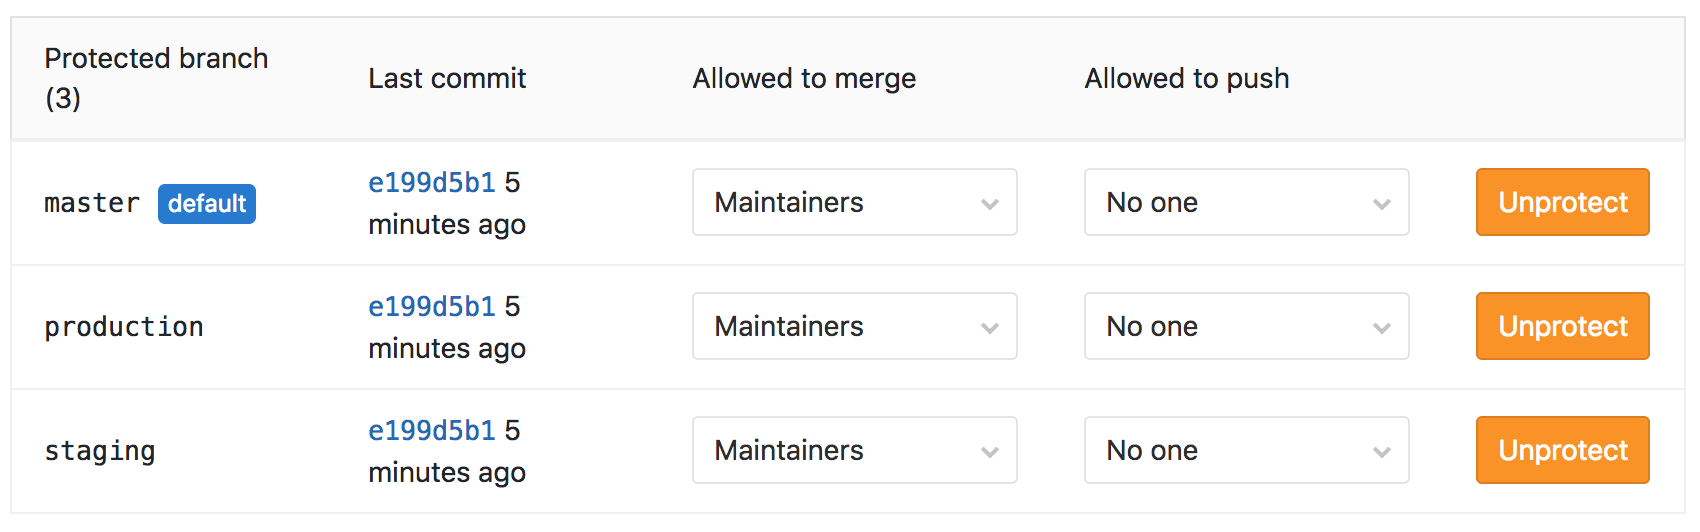 Protected branch
(3)
Last commit
Allowed to merge
Allowed to push
master default
e199d5b1 5
minutes ago
Maintainers
No one
Unprotect
production
e199d5b1 5
minutes ago
Maintainers
No one
Unprotect
staging
e199d5b1 5
minutes ago
Maintainers
No one
Unprotect